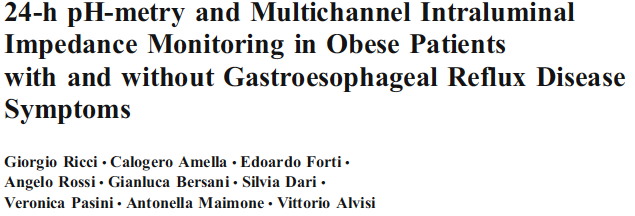 24-h pH-metry and Multichannel Intraluminal
Impedance Monitoring in Obese Patients
with and without Gastroesophageal Reflux Disease
Symptoms
Giorgio Ricci • Calogero Amella • Edoardo Forti •
Angelo Rossi • Gianluca Bersani • Silvia Dari •
Veronica Pasini • Antonella Maimone • Vittorio Alvisi